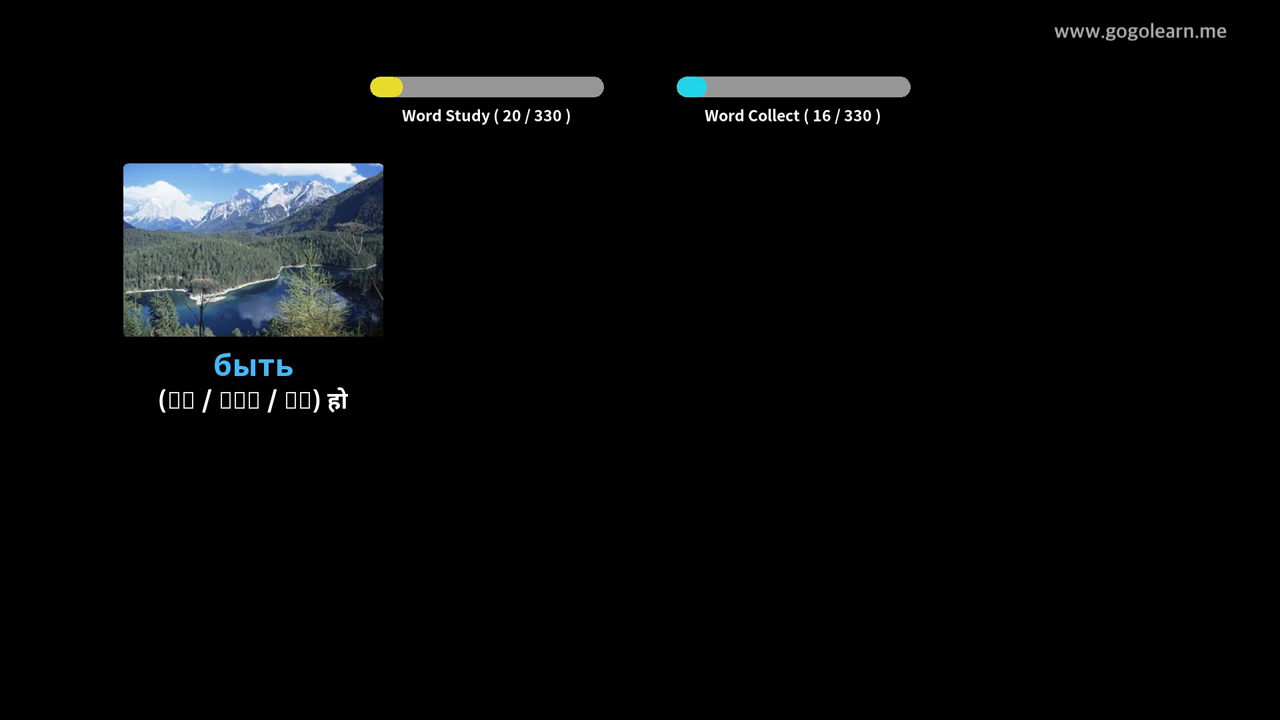 www.gogolearn.me
Word Study ( 20 / 330 )
Word Collect ( 16 / 330 )
быть
(▯▯ / ▯▯▯ / ▯▯) हो